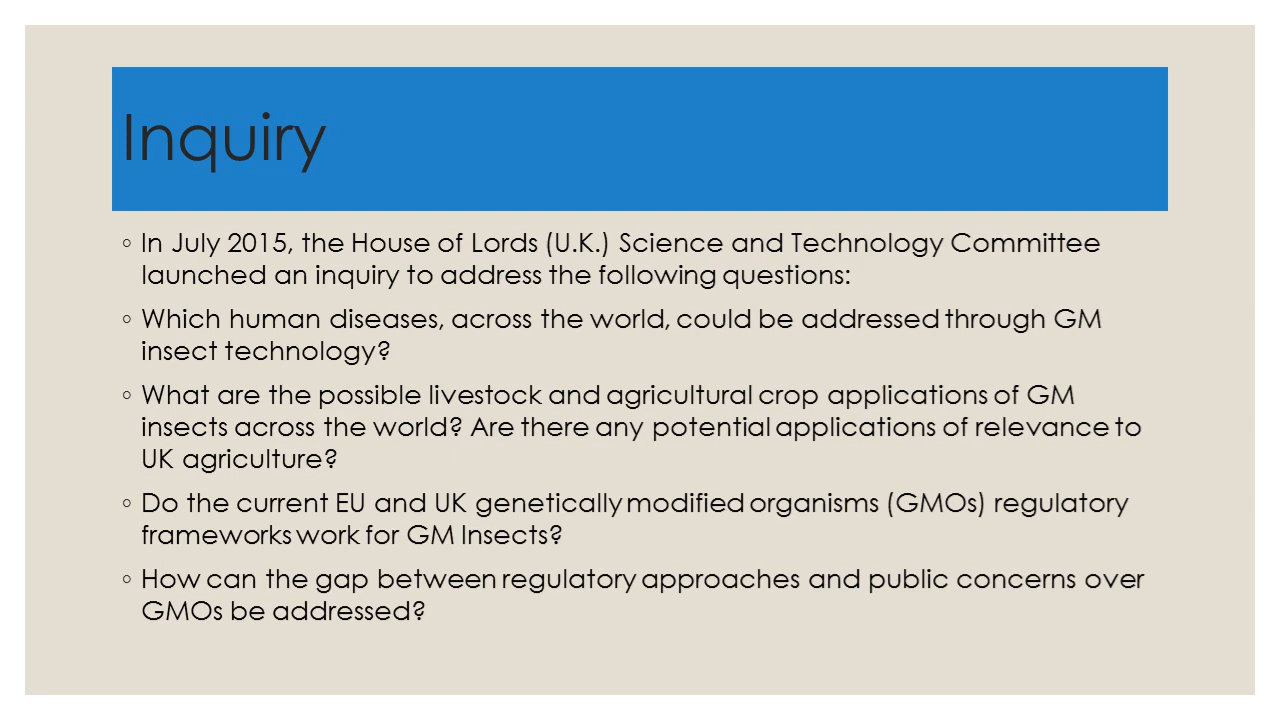 Inquiry
◦ In July 2015, the House of Lords (U.K.) Science and Technology Committee
launched an inquiry to address the following questions:
◦ Which human diseases, across the world, could be addressed through GM
insect technology?
◦ What are the possible livestock and agricultural crop applications of GM
insects across the world? Are there any potential applications of relevance to
UK agriculture?
◦ Do the current EU and UK genetically modified organisms (GMOs) regulatory
frameworks work for GM Insects?
◦ How can the gap between regulatory approaches and public concerns over
GMOs be addressed?